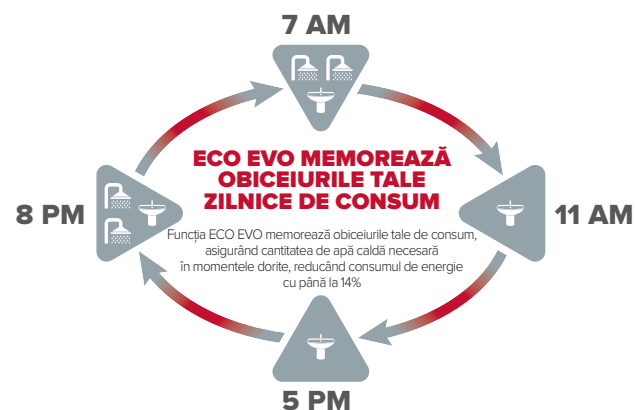 7 AM
ECO EVO MEMOREAZĂ
OBICEIURILE TALE
ZILNICE DE CONSUM
8 PM
11 AM
Funcția ECO EVO memorează obiceiurile tale de consum,
asigurând cantitatea de apă caldă necesară
în momentele dorite, reducând consumul de energie
cu până la 14%
5 PM